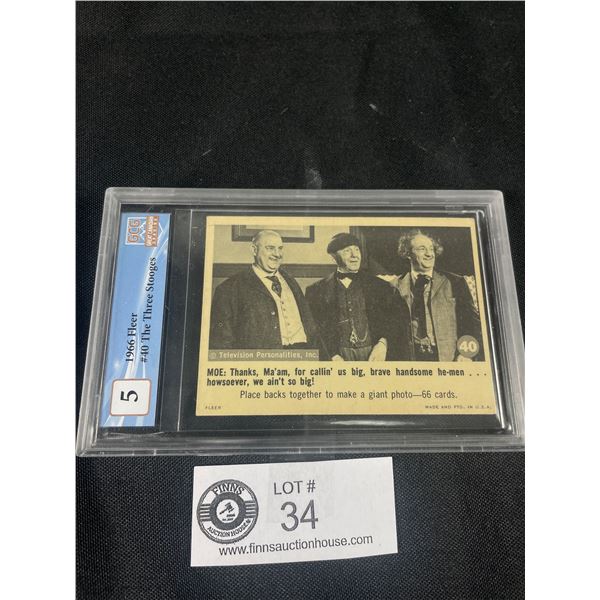 GCG
1966 Fleer
#40 The Three Stooges
5
© Television Personalities, Inc.
40
MOE: Thanks, Ma'am, for callin' us big, brave handsome he-men . . .
howsoever, we ain't so big!
Place backs together to make a giant photo—66 cards.
FLEER
MADE AND PTD. IN U.S.A.
FINNS
AUCTION HOUSE
LOT #
34
www.finnsauctionhouse.com